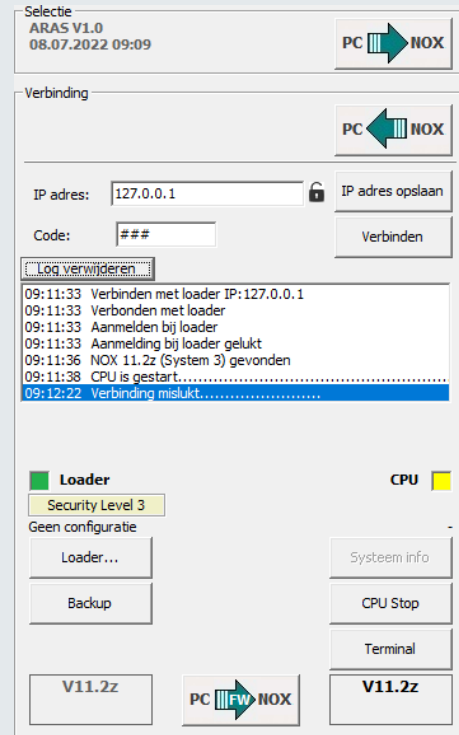 Selectie
ARAS V1.0
08.07.2022 09:09
PC NOX
Verbinding
PC NOX
IP adres: 127.0.0.1 IP adres opslaan
Code: ### Verbinden
Log verwijderen
09:11:33 Verbinden met loader IP:127.0.0.1
09:11:33 Verbonden met loader
09:11:33 Aanmelden bij loader
09:11:33 Aanmelding bij loader gelukt
09:11:36 NOX 11.2z (System 3) gevonden
09:11:38 CPU is gestart......................................................
09:12:22 Verbinding mislukt........................
Loader CPU
Security Level 3
Geen configuratie -
Loader... Systeem info
Backup CPU Stop
Terminal
V11.2z PC FW NOX V11.2z